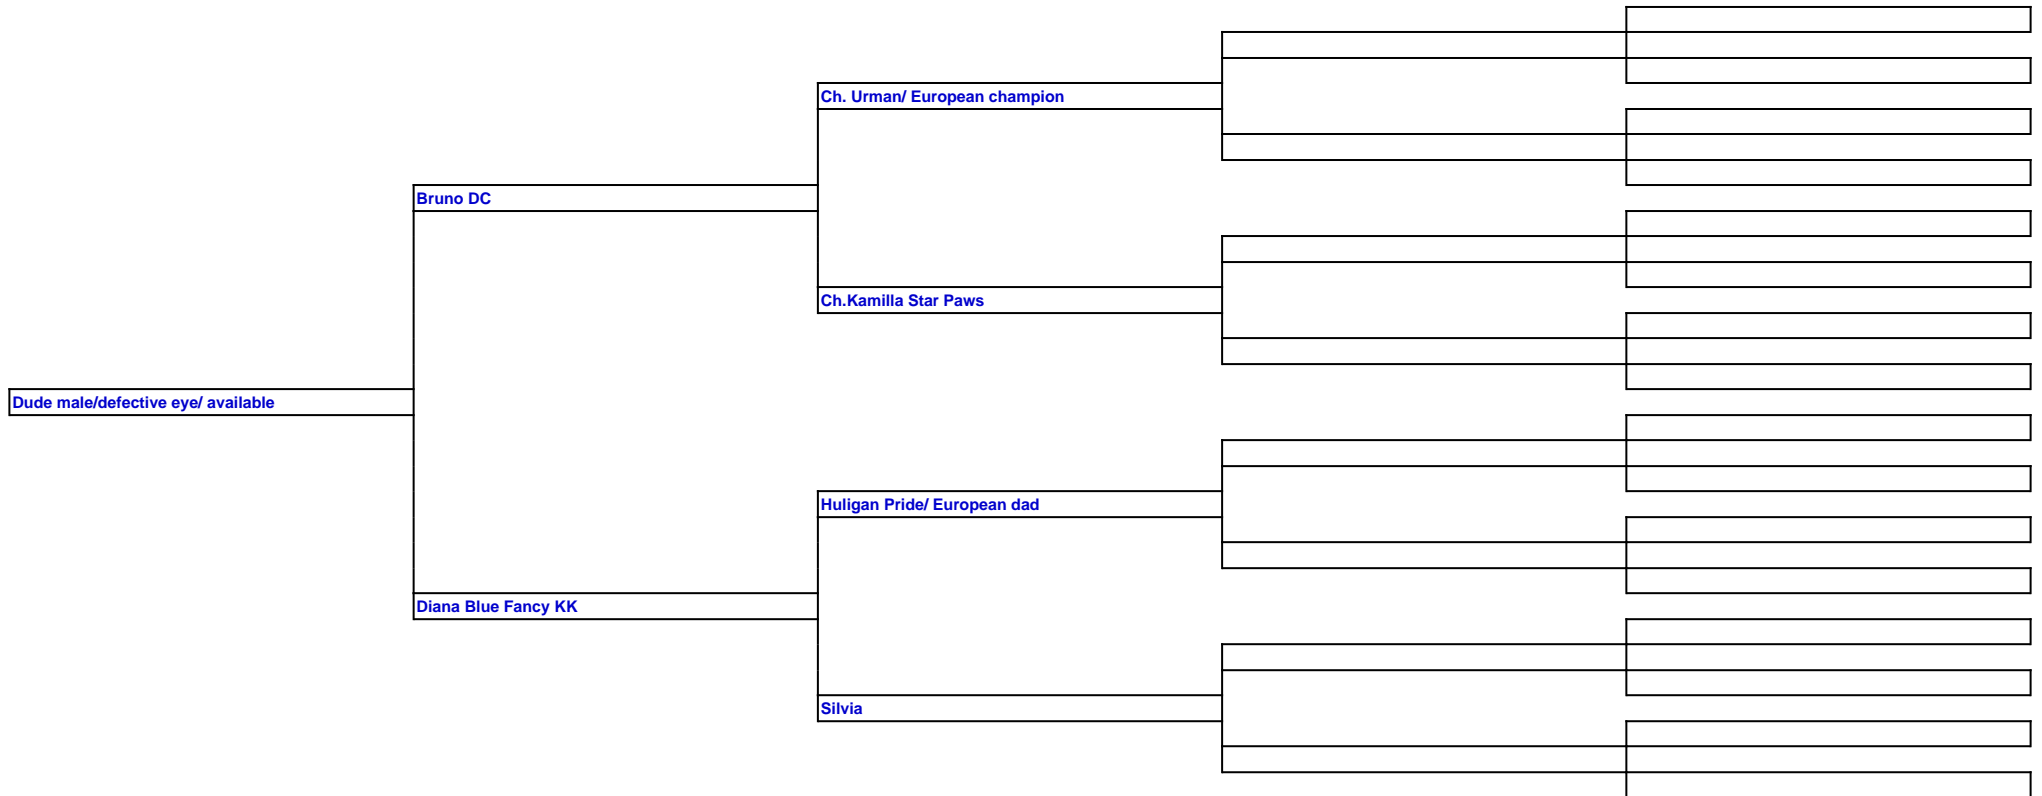 Ch. Urman/ European champion
Bruno DC
Ch.Kamilla Star Paws
Dude male/defective eye/ available
Huligan Pride/ European dad
Diana Blue Fancy KK
Silvia